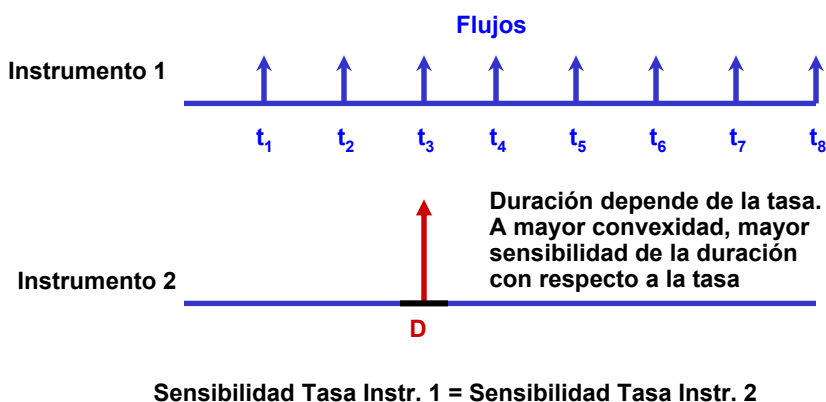 Flujos
Instrumento 1
t1 t2 t3 t4 t5 t6 t7 t8
Duración depende de la tasa.
A mayor convexidad, mayor
sensibilidad de la duración
con respecto a la tasa
Instrumento 2
D
Sensibilidad Tasa Instr. 1 = Sensibilidad Tasa Instr. 2